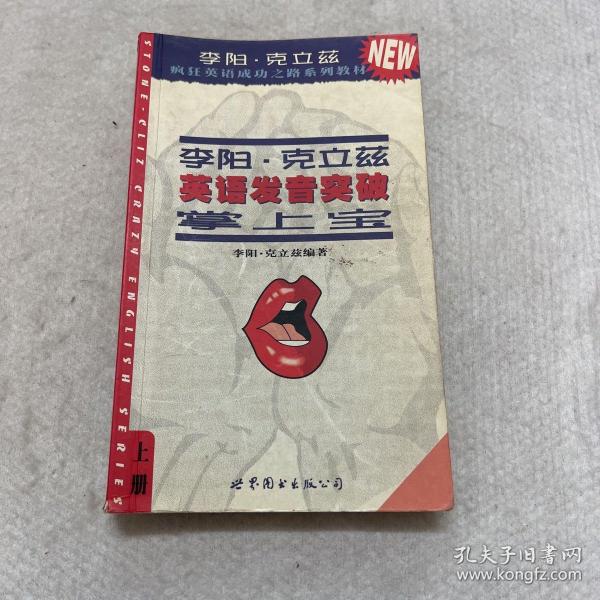 李阳·克立兹
疯狂英语成功之路系列教材
NEW
STONE·CLIZ CRAZY ENGLISH SERIES
李阳·克立兹
英语发音突破
掌上宝
李阳·克立兹编著
上册
世界图书出版公司
孔夫子旧书网
www.kongfz.com